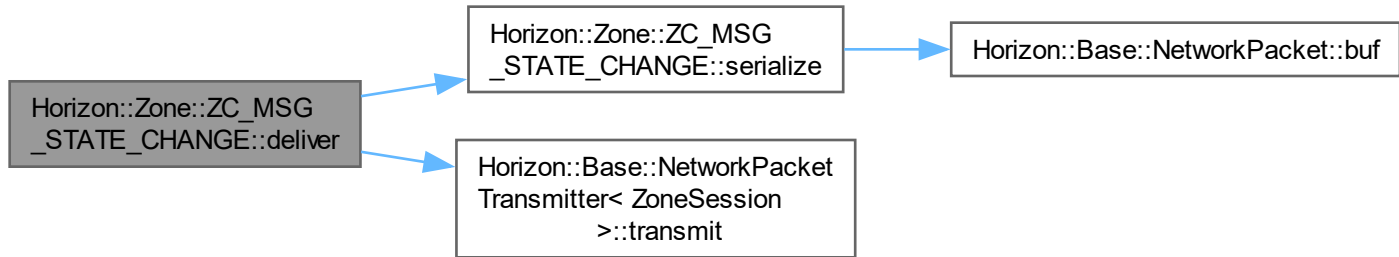 Horizon::Zone::ZC_MSG
_STATE_CHANGE::deliver
Horizon::Zone::ZC_MSG
_STATE_CHANGE::serialize
Horizon::Base::NetworkPacket::buf
Horizon::Base::NetworkPacket
Transmitter< ZoneSession
>::transmit